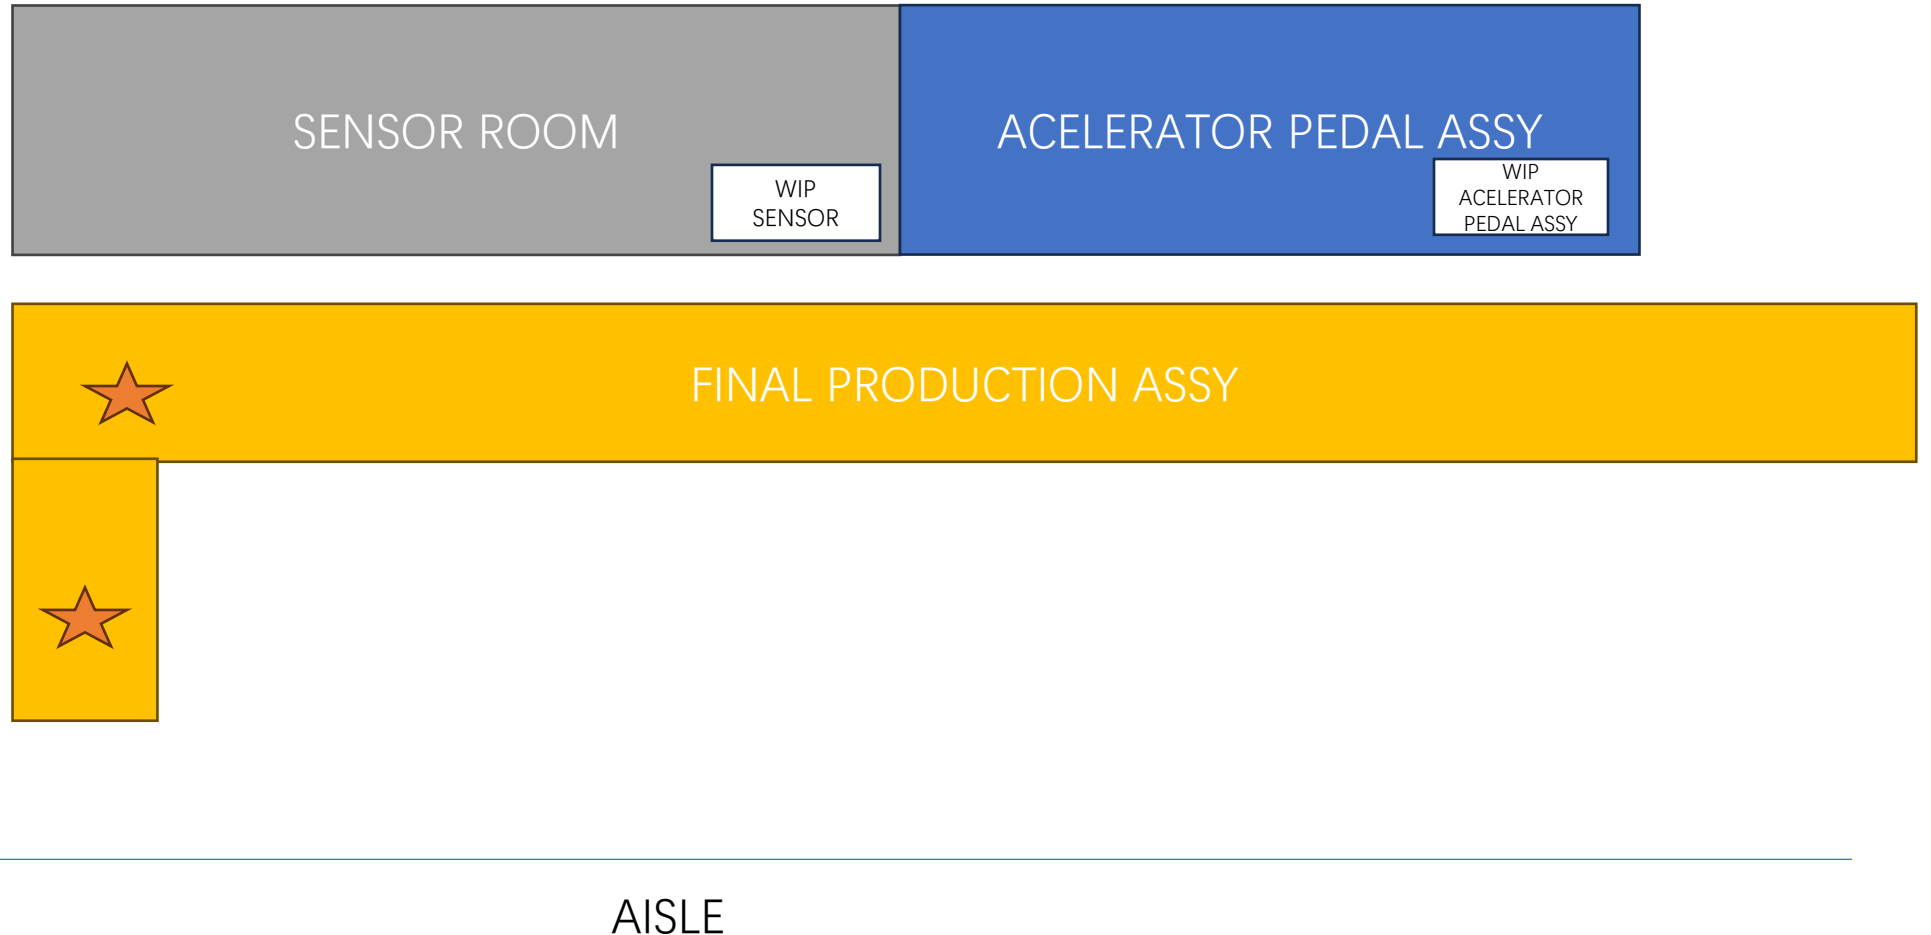 SENSOR ROOM
WIP
SENSOR
ACELERATOR PEDAL ASSY
WIP
ACELERATOR
PEDAL ASSY
FINAL PRODUCTION ASSY
AISLE